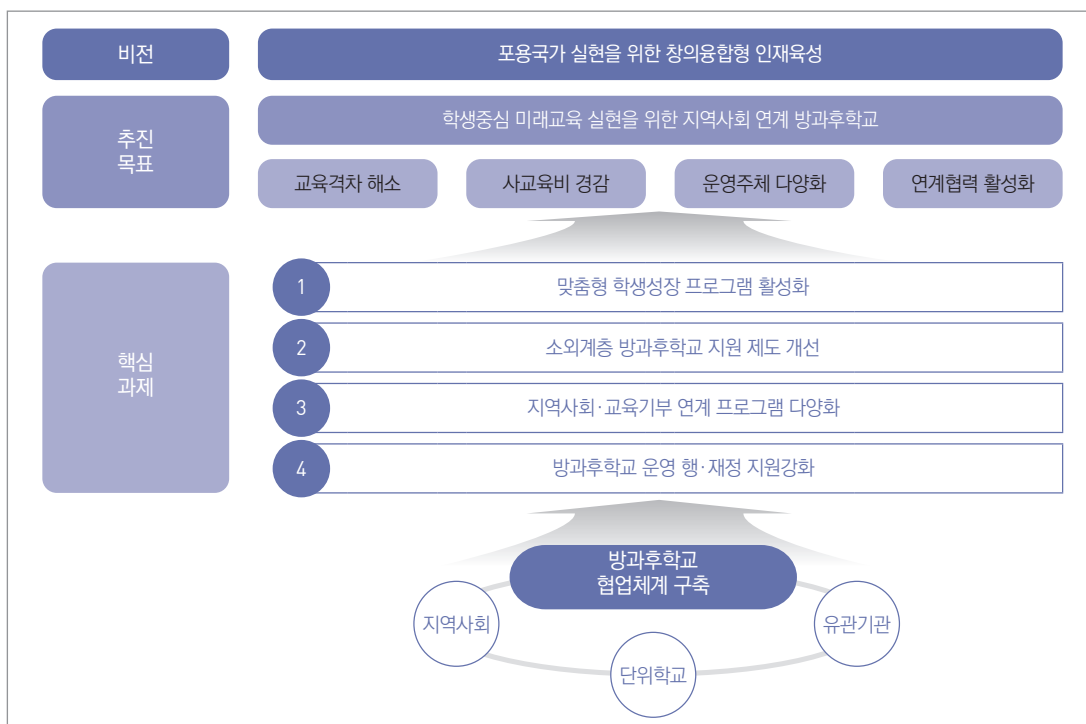 비전
포용국가 실현을 위한 창의융합형 인재육성
추진
목표
학생중심 미래교육 실현을 위한 지역사회 연계 방과후학교
교육격차 해소
사교육비 경감
운영주체 다양화
연계협력 활성화
핵심
과제
1
맞춤형 학생성장 프로그램 활성화
2
소외계층 방과후학교 지원 제도 개선
3
지역사회·교육기부 연계 프로그램 다양화
4
방과후학교 운영 행·재정 지원강화
방과후학교
협업체계 구축
지역사회
유관기관
단위학교